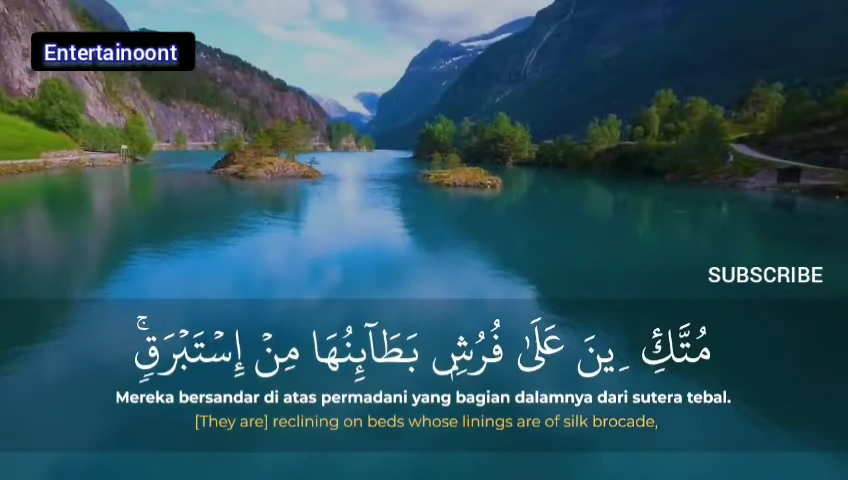 Entertainoont
SUBSCRIBE
مُتَّكِـِٔينَ عَلَىٰ فُرُشٍۭ بَطَآئِنُهَا مِنْ إِسْتَبْرَقٍۢ ۚ
Mereka bersandar di atas permadani yang bagian dalamnya dari sutera tebal.
[They are] reclining on beds whose linings are of silk brocade,